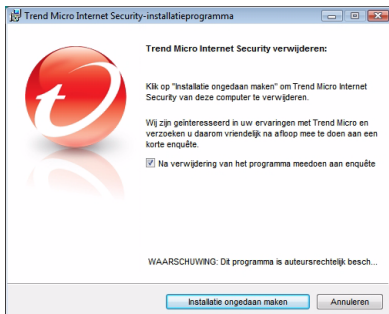 Trend Micro Internet Security-installatieprogramma
Trend Micro Internet Security verwijderen:
Klik op "Installatie ongedaan maken" om Trend Micro Internet
Security van deze computer te verwijderen.
Wij zijn geïnteresseerd in uw ervaringen met Trend Micro en
verzoeken u daarom vriendelijk na afloop mee te doen aan een
korte enquête.
Na verwijdering van het programma meedoen aan enquête
WAARSCHUWING: Dit programma is auteursrechtelijk besch...
Installatie ongedaan maken
Annuleren